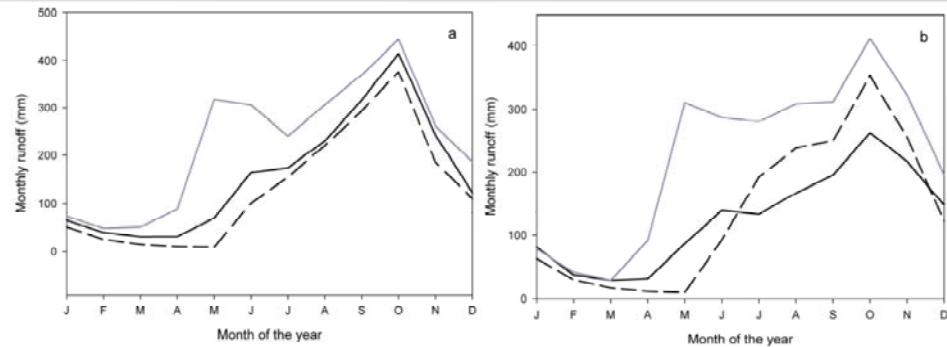 a
Monthly runoff (mm)
500
400
300
200
100
0
J F M A M J J A S O N D
Month of the year
b
Monthly runoff (mm)
400
300
200
100
0
J F M A M J J A S O N D
Month of the year